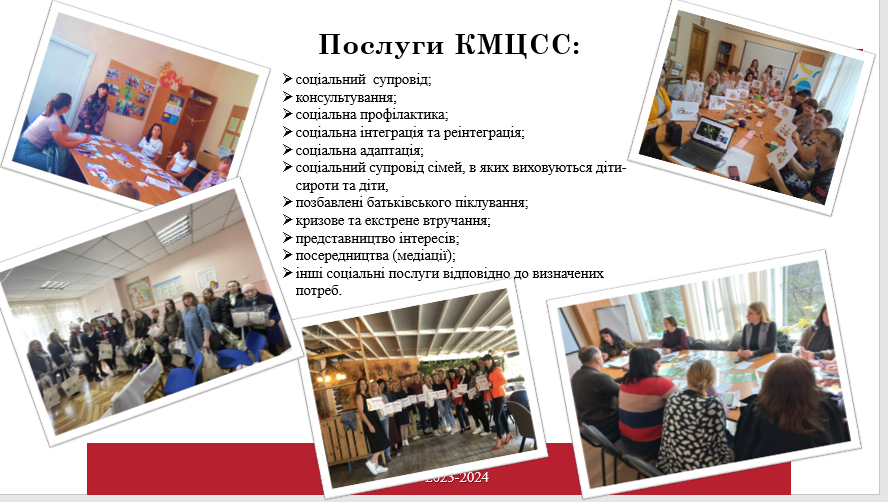 Послуги КМЦСС:
➢соціальний супровід;
➢консультування;
➢соціальна профілактика;
➢соціальна інтеграція та реінтеграція;
➢соціальна адаптація;
➢соціальний супровід сімей, в яких виховуються діти-
сироти та діти,
➢позбавлені батьківського піклування;
➢кризове та екстрене втручання;
➢представництво інтересів;
➢посередництва (медіації);
➢інші соціальні послуги відповідно до визначених
потреб.
2023-2024